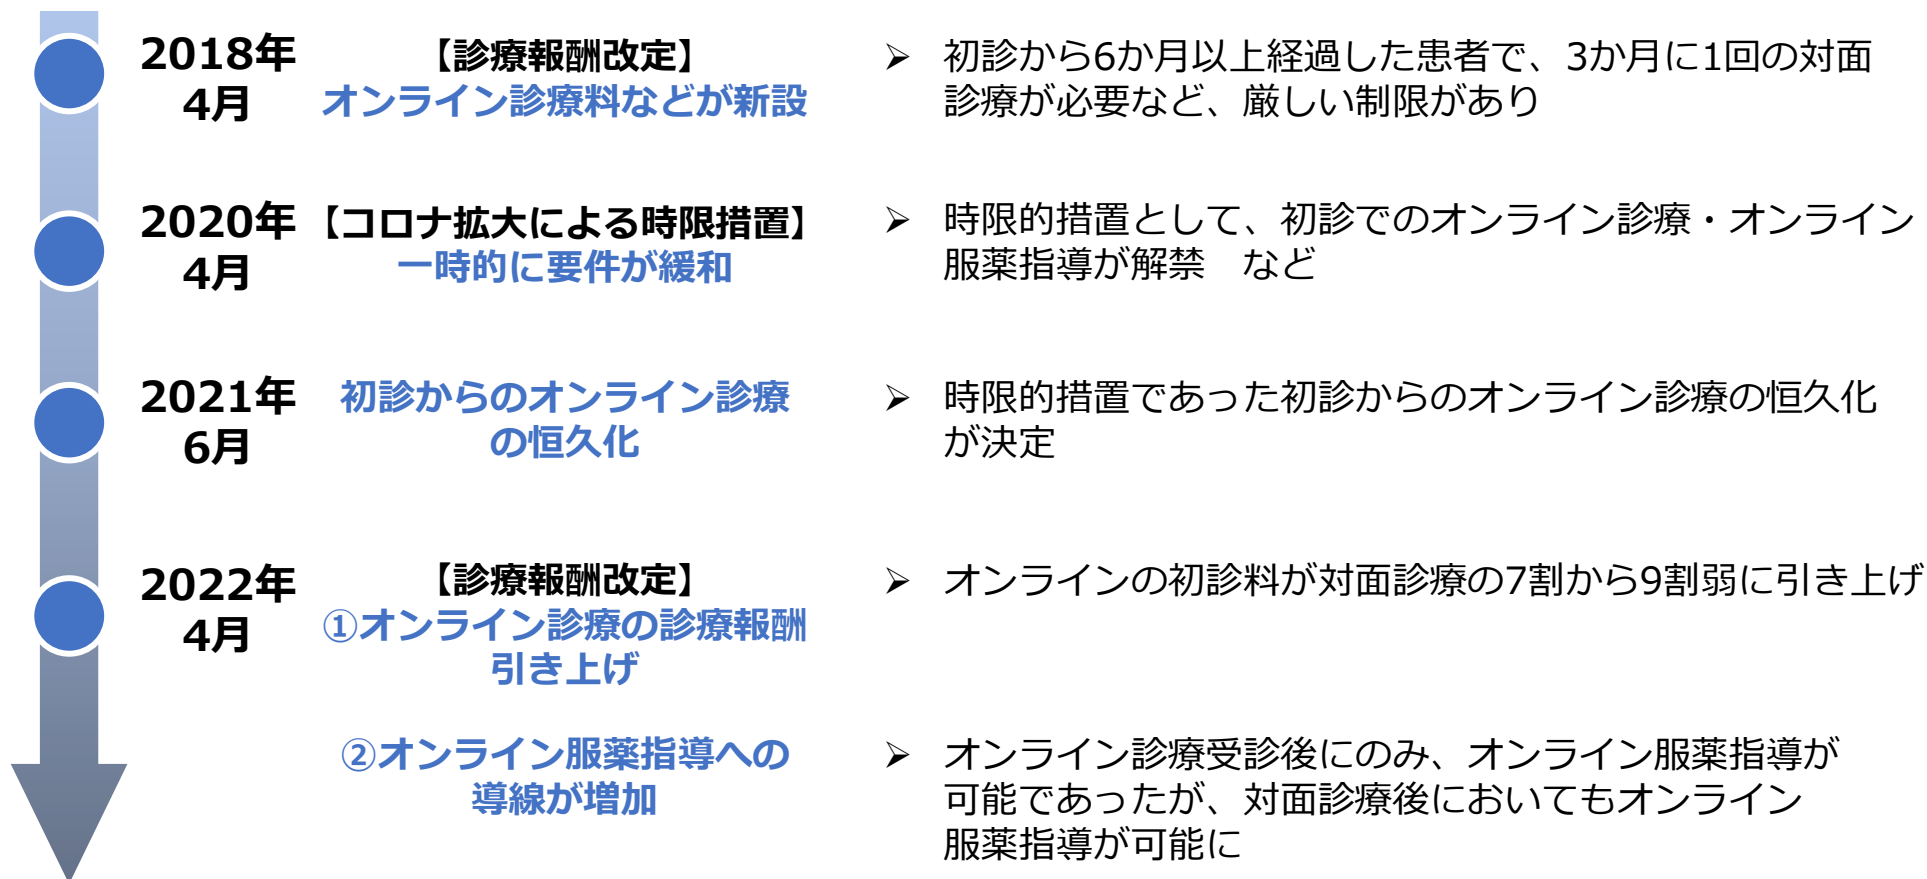 2018年
4月
【診療報酬改定】
オンライン診療料などが新設
➢ 初診から6か月以上経過した患者で、3か月に1回の対面
診療が必要など、厳しい制限があり
2020年
4月
【コロナ拡大による時限措置】
一時的に要件が緩和
➢ 時限的措置として、初診でのオンライン診療・オンライン
服薬指導が解禁　など
2021年
6月
初診からのオンライン診療
の恒久化
➢ 時限的措置であった初診からのオンライン診療の恒久化
が決定
2022年
4月
【診療報酬改定】
①オンライン診療の診療報酬
引き上げ
➢ オンラインの初診料が対面診療の7割から9割弱に引き上げ
②オンライン服薬指導への
導線が増加
➢ オンライン診療受診後にのみ、オンライン服薬指導が
可能であったが、対面診療後においてもオンライン
服薬指導が可能に